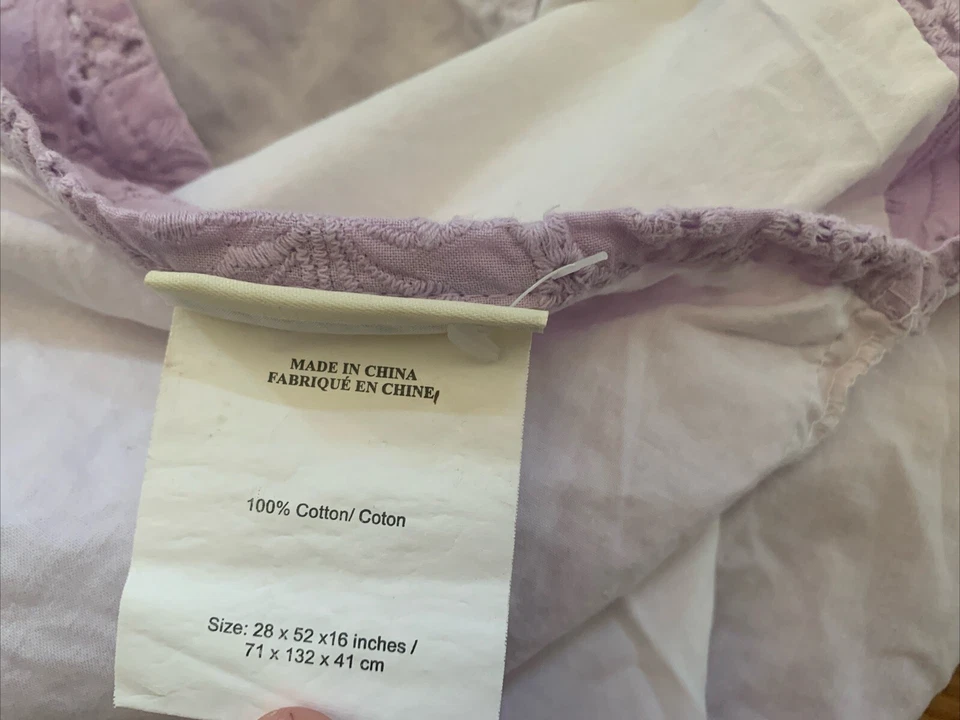 MADE IN CHINA
FABRIQUÉ EN CHINE
100% Cotton/ Coton
Size: 28 x 52 x16 inches /
71 x 132 x 41 cm